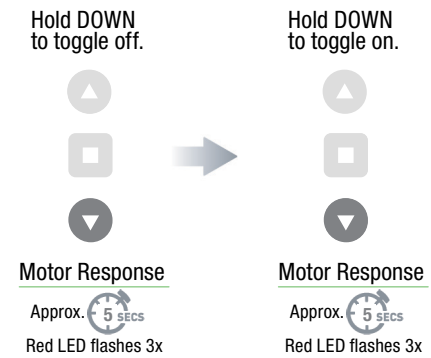 Hold DOWN
to toggle off.
Motor Response
Approx. 5 SECS
Red LED flashes 3x
Hold DOWN
to toggle on.
Motor Response
Approx. 5 SECS
Red LED flashes 3x